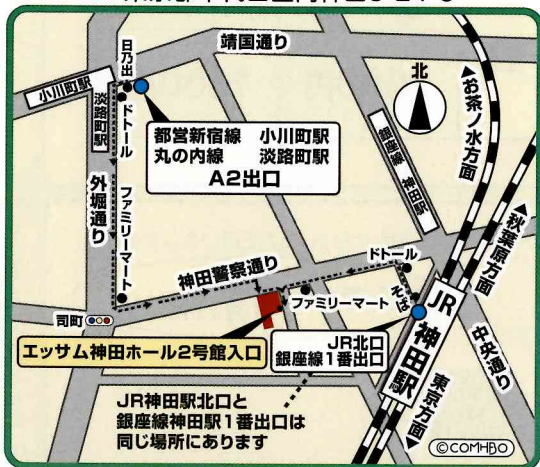 靖国通り
日乃出
小川町駅
淡路町駅
ドトール
都営新宿線 小川町駅
丸の内線 淡路町駅
A2出口
北
銀座線 神田駅
▲お茶ノ水方面
▲秋葉原方面
外堀通り
ファミリーマート
神田警察通り
ドトール
そば
ファミリーマート
司町
エッサム神田ホール2号館入口
JR北口
銀座線1番出口
JR神田駅
中央通り
東京方面▼
JR神田駅北口と
銀座線神田駅1番出口は
同じ場所にあります
©COMHBO